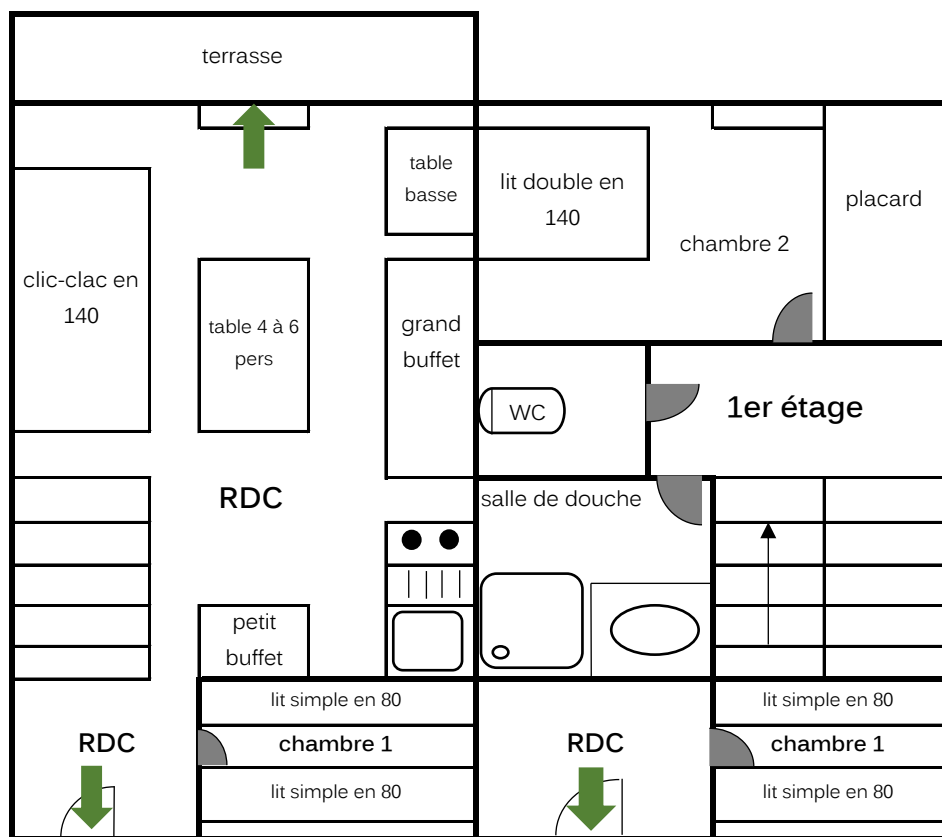 terrasse
table
basse
lit double en
140
placard
chambre 2
clic-clac en
140
table 4 à 6
pers
grand
buffet
WC
1er étage
RDC
salle de douche
petit
buffet
lit simple en 80
lit simple en 80
RDC
chambre 1
RDC
chambre 1
lit simple en 80
lit simple en 80